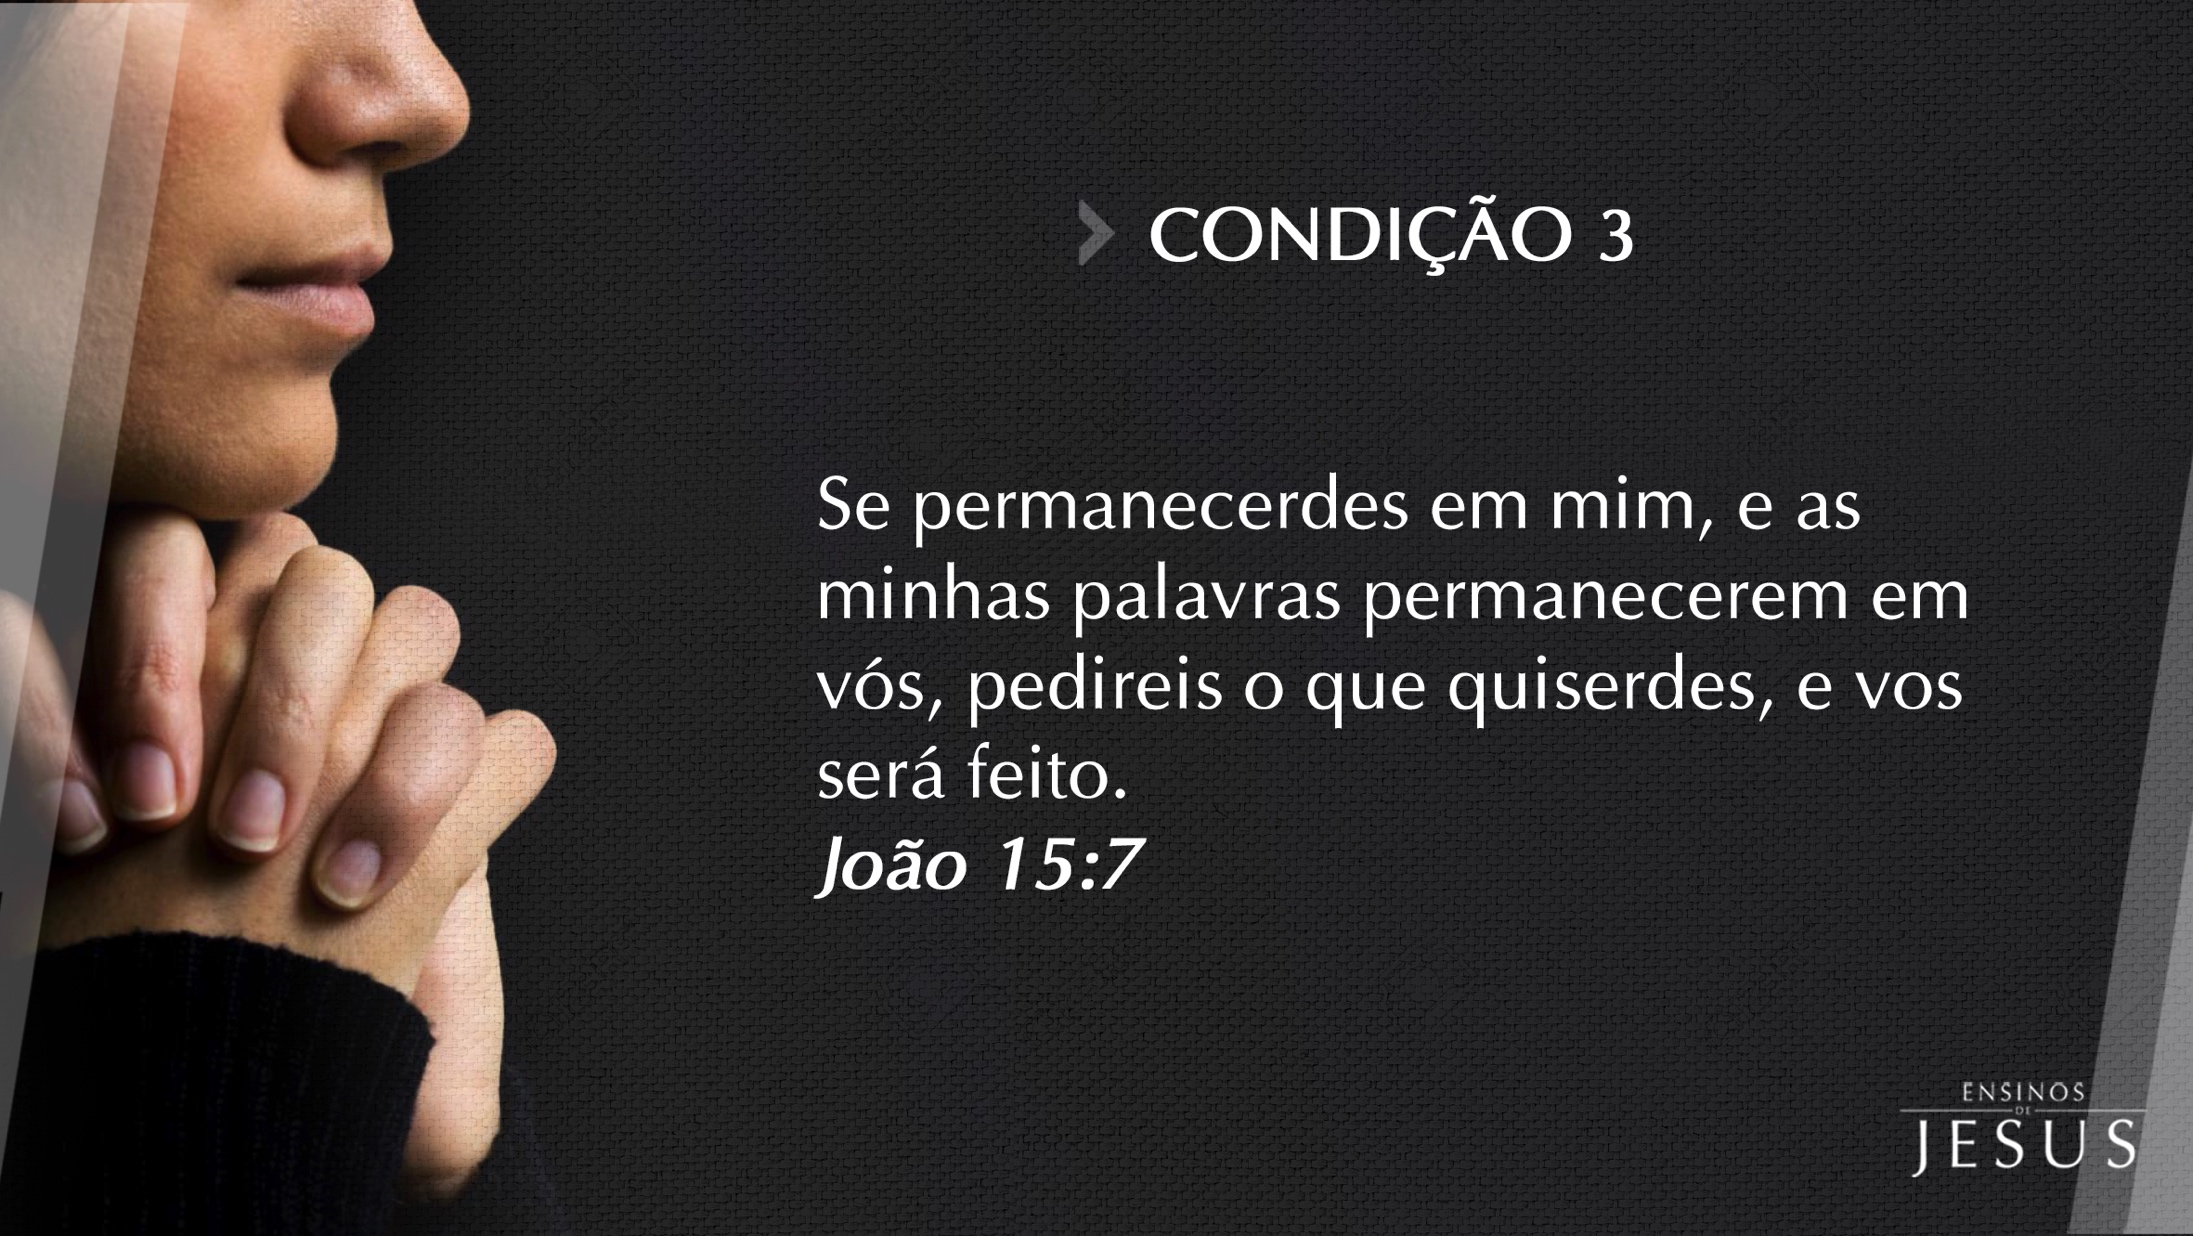 CONDIÇÃO 3
Se permanecerdes em mim, e as
minhas palavras permanecerem em
vós, pedireis o que quiserdes, e vos
será feito.
João 15:7
ENSINOS
DE
JESUS